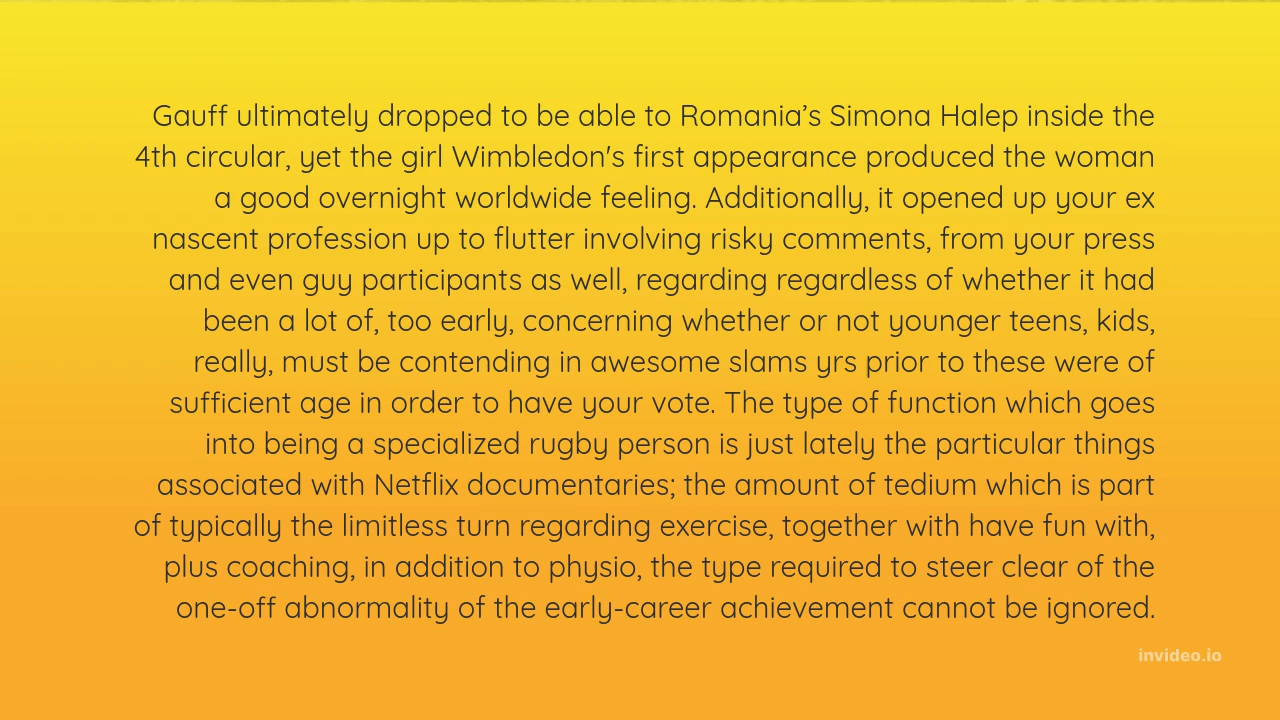 Gauff ultimately dropped to be able to Romania’s Simona Halep inside the
4th circular, yet the girl Wimbledon's first appearance produced the woman
a good overnight worldwide feeling. Additionally, it opened up your ex
nascent profession up to flutter involving risky comments, from your press
and even guy participants as well, regarding regardless of whether it had
been a lot of, too early, concerning whether or not younger teens, kids,
really, must be contending in awesome slams yrs prior to these were of
sufficient age in order to have your vote. The type of function which goes
into being a specialized rugby person is just lately the particular things
associated with Netflix documentaries; the amount of tedium which is part
of typically the limitless turn regarding exercise, together with have fun with,
plus coaching, in addition to physio, the type required to steer clear of the
one-off abnormality of the early-career achievement cannot be ignored.
invideo.io